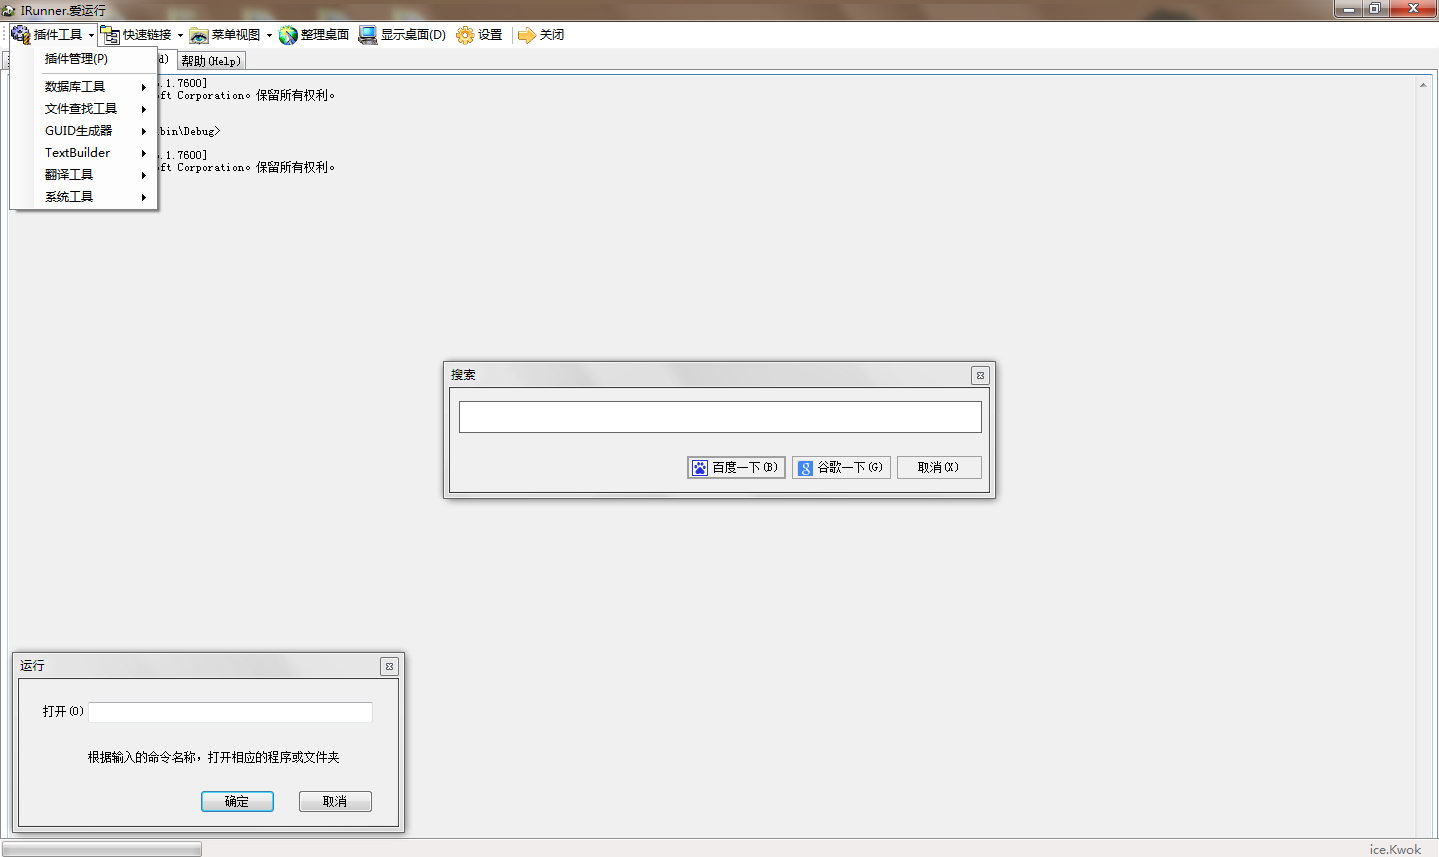 IRunner.爱运行
插件工具 快速链接 菜单视图 整理桌面 显示桌面(D) 设置 关闭
插件管理(P)
数据库工具
文件查找工具
GUID生成器
TextBuilder
翻译工具
系统工具
d) 帮助(Help)
.1.7600]
ft Corporation。保留所有权利。
bin\Debug>
.1.7600]
ft Corporation。保留所有权利。
搜索
百度一下(B) 谷歌一下(G) 取消(X)
运行
打开(O)
根据输入的命令名称，打开相应的程序或文件夹
确定 取消
ice.Kwok